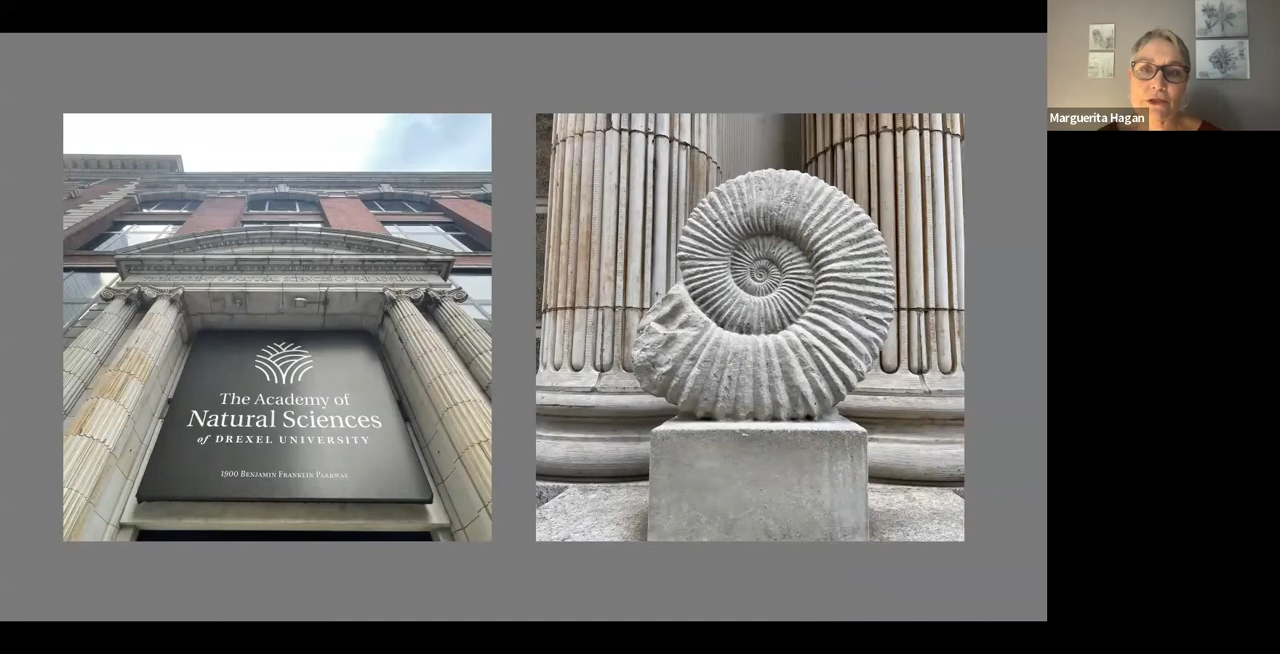 The Academy of
Natural Sciences
of DREXEL UNIVERSITY
1900 BENJAMIN FRANKLIN PARKWAY
Marguerita Hagan